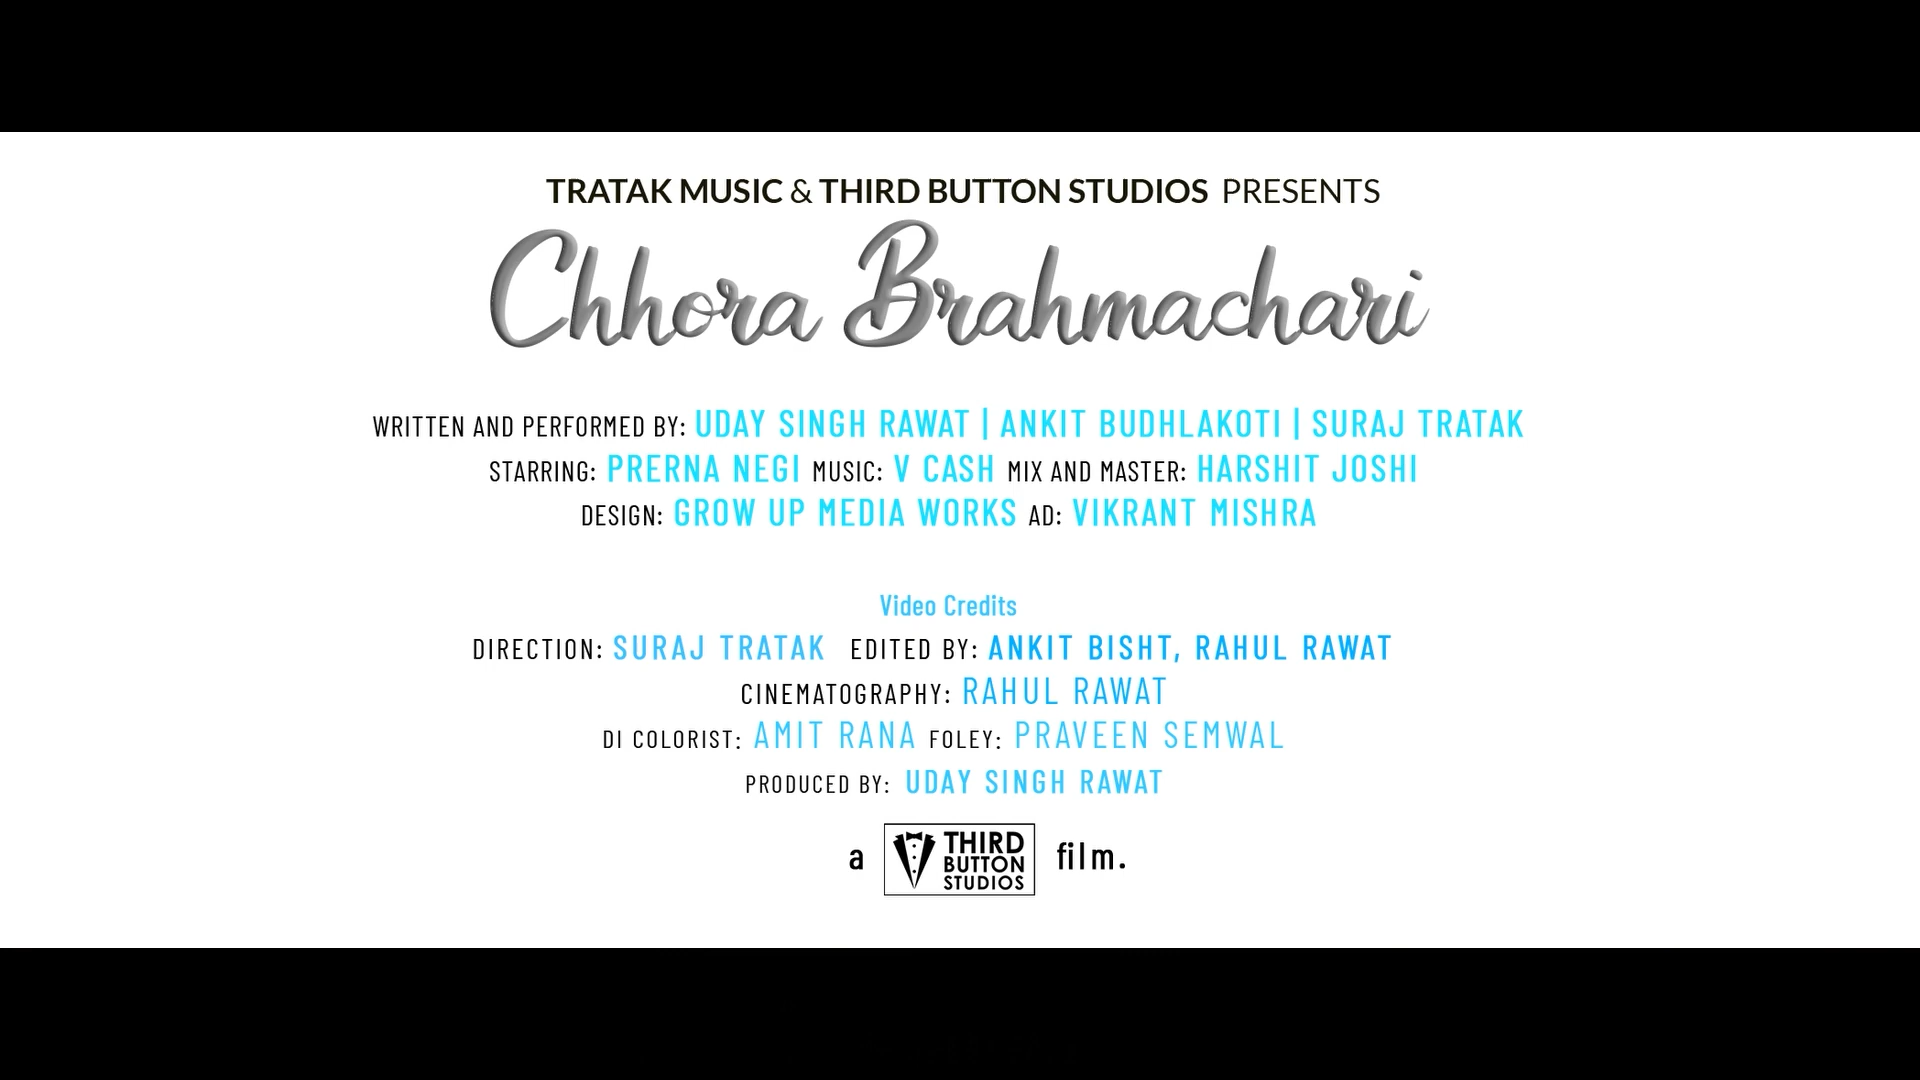 TRATAK MUSIC & THIRD BUTTON STUDIOS PRESENTS
Chhora Brahmachari
WRITTEN AND PERFORMED BY: UDAY SINGH RAWAT | ANKIT BUDHLAKOTI | SURAJ TRATAK
STARRING: PRERNA NEGI MUSIC: V CASH MIX AND MASTER: HARSHIT JOSHI
DESIGN: GROW UP MEDIA WORKS AD: VIKRANT MISHRA
Video Credits
DIRECTION: SURAJ TRATAK EDITED BY: ANKIT BISHT, RAHUL RAWAT
CINEMATOGRAPHY: RAHUL RAWAT
DI COLORIST: AMIT RANA FOLEY: PRAVEEN SEMWAL
PRODUCED BY: UDAY SINGH RAWAT
a THIRD BUTTON STUDIOS film.